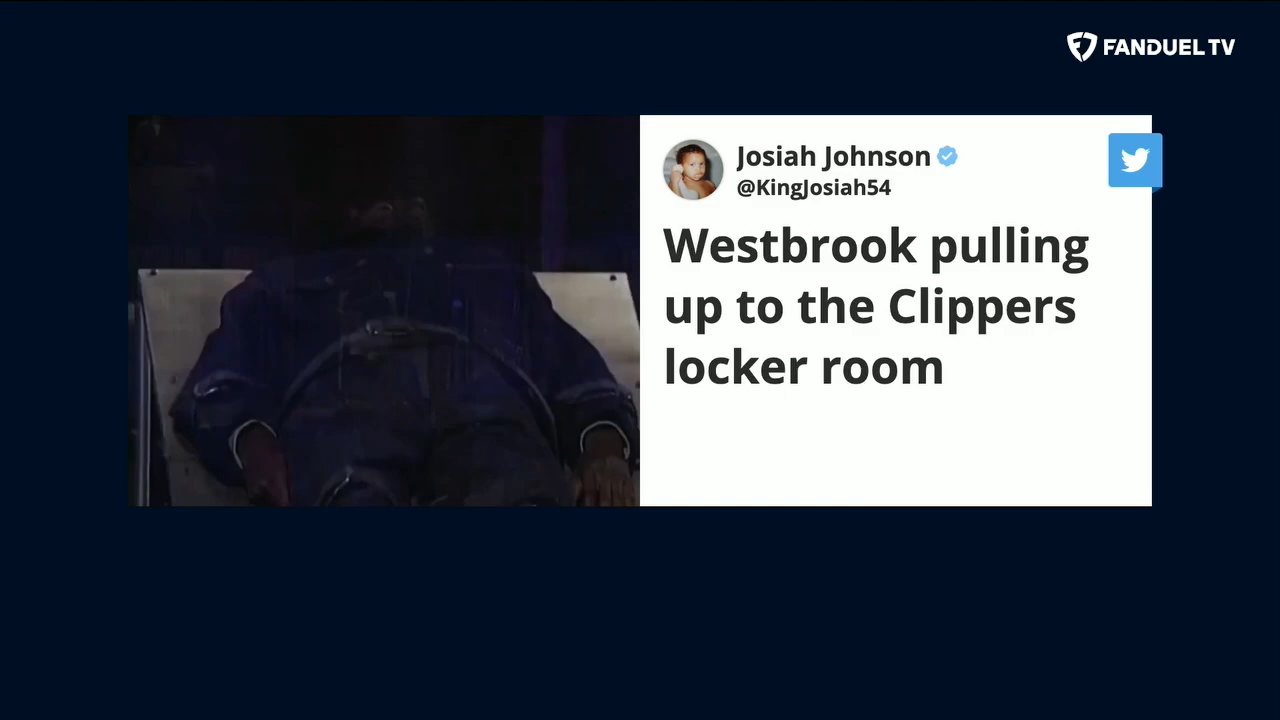 FANDUEL TV
Josiah Johnson
@KingJosiah54
Westbrook pulling
up to the Clippers
locker room